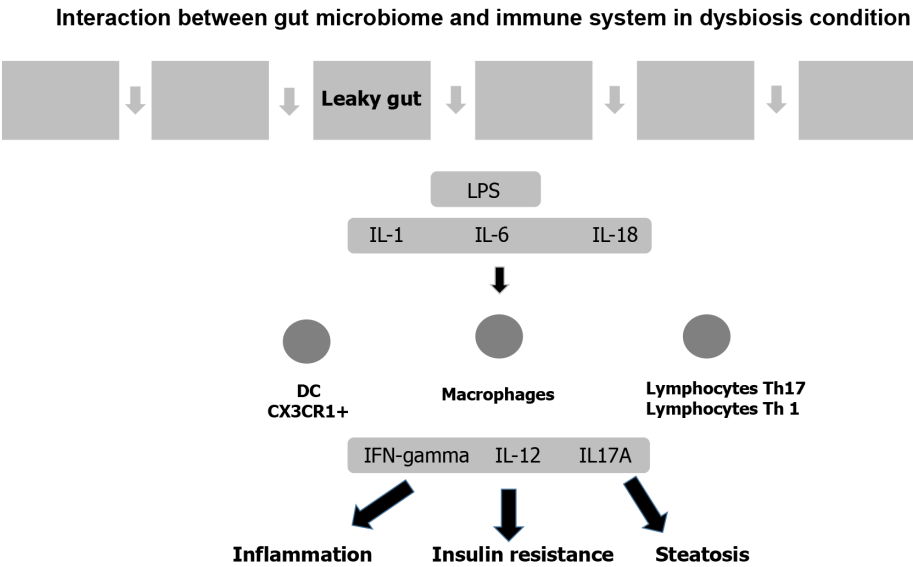 Interaction between gut microbiome and immune system in dysbiosis condition
Leaky gut
LPS
IL-1 IL-6 IL-18
DC
CX3CR1+
Macrophages
Lymphocytes Th17
Lymphocytes Th 1
IFN-gamma IL-12 IL17A
Inflammation Insulin resistance Steatosis